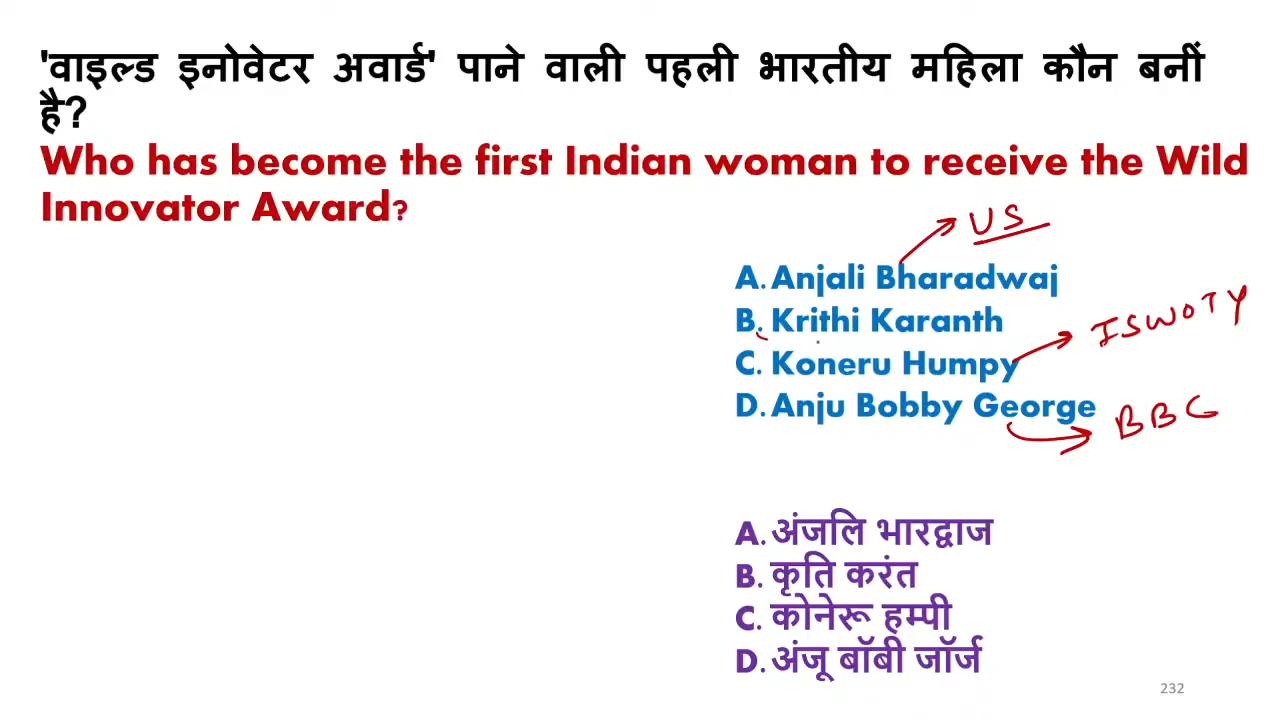 'वाइल्ड इनोवेटर अवार्ड' पाने वाली पहली भारतीय महिला कौन बनीं
है?
Who has become the first Indian woman to receive the Wild
Innovator Award?
US
A. Anjali Bharadwaj
B. Krithi Karanth
ISWOTY
C. Koneru Humpy
D. Anju Bobby George
BBC
A. अंजलि भारद्वाज
B. कृति करंत
C. कोनेरू हम्पी
D. अंजू बॉबी जॉर्ज
232